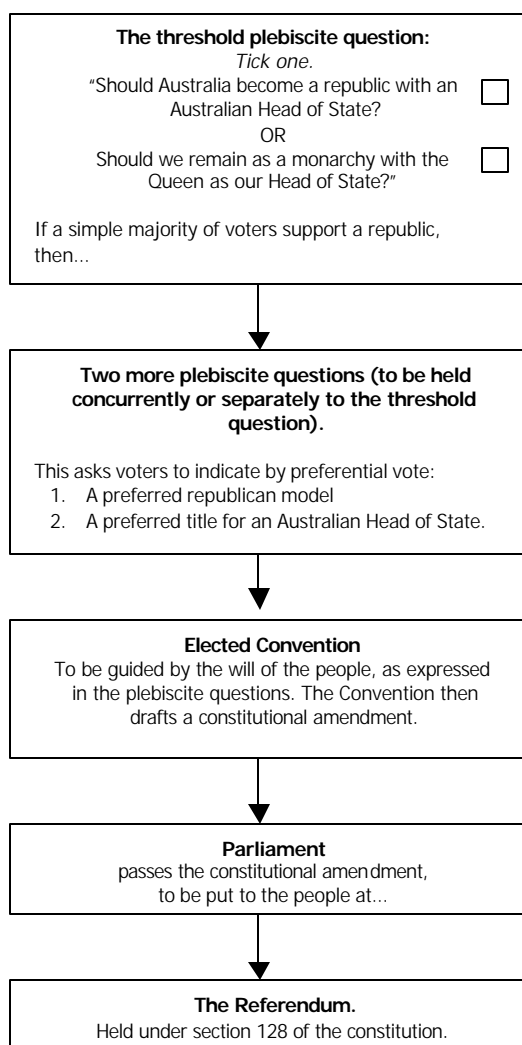 The threshold plebiscite question:
Tick one.
“Should Australia become a republic with an
Australian Head of State?
OR
Should we remain as a monarchy with the
Queen as our Head of State?”
If a simple majority of voters support a republic,
then...
Two more plebiscite questions (to be held
concurrently or separately to the threshold
question).
This asks voters to indicate by preferential vote:
1. A preferred republican model
2. A preferred title for an Australian Head of State.
Elected Convention
To be guided by the will of the people, as expressed
in the plebiscite questions. The Convention then
drafts a constitutional amendment.
Parliament
passes the constitutional amendment,
to be put to the people at...
The Referendum.
Held under section 128 of the constitution.